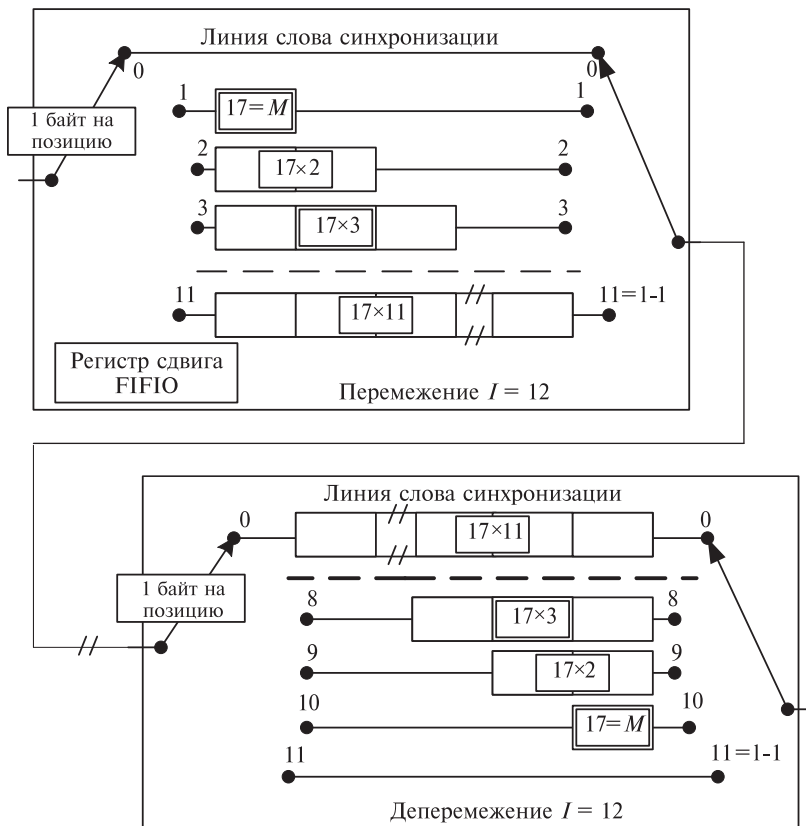 Линия слова синхронизации
0
0
1
17=M
1
1 байт на
позицию
2
17×2
2
3
17×3
3
11
17×11
11=1-1
Регистр сдвига
FIFIO
Перемежение I = 12
Линия слова синхронизации
0
17×11
0
1 байт на
позицию
8
17×3
8
9
17×2
9
10
17=M
10
11
11=1-1
Деперемежение I = 12